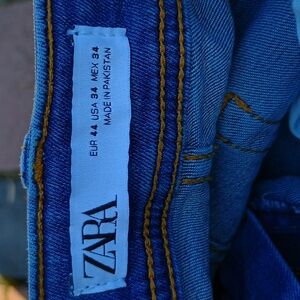 ZARA
EUR 44 USA 34 MEX 34
MADE IN PAKISTAN